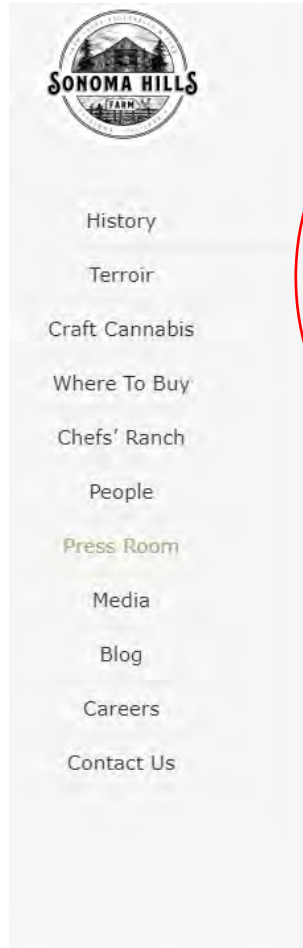 SONOMA HILLS
FARM
History
Terroir
Craft Cannabis
Where To Buy
Chefs’ Ranch
People
Press Room
Media
Blog
Careers
Contact Us